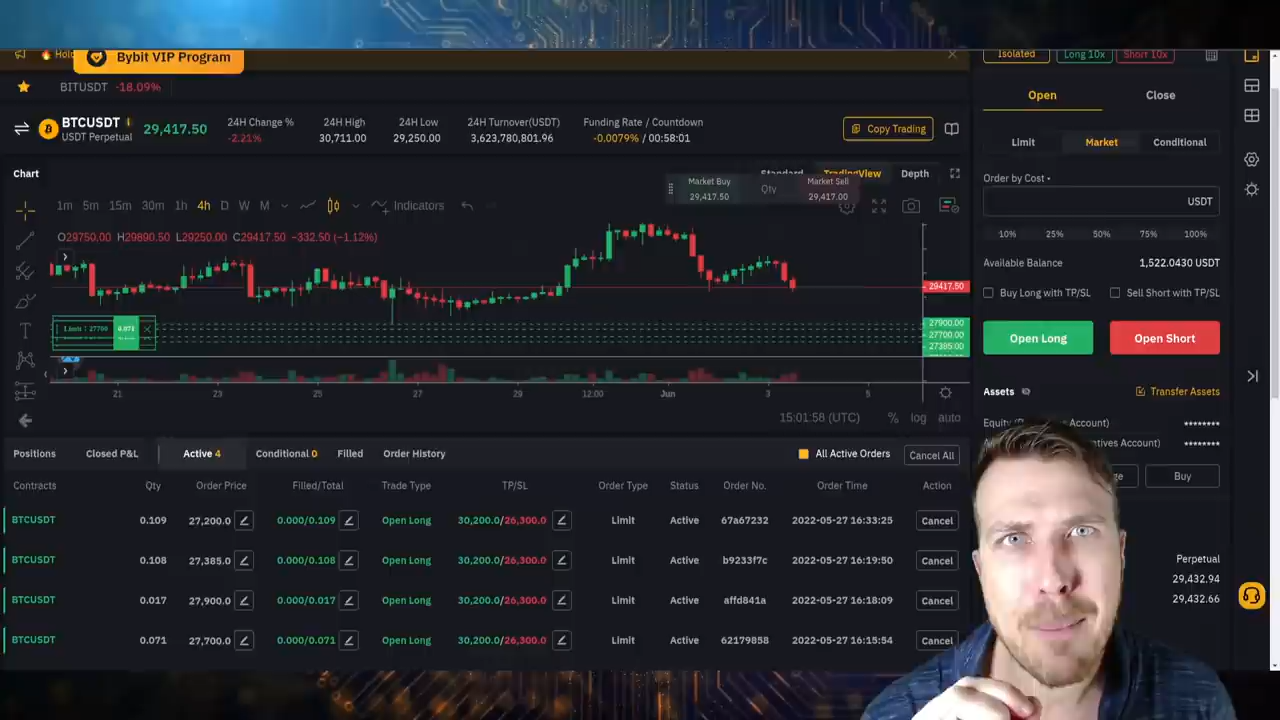 Bybit VIP Program
Isolated Long 10x Short 10x
BITUSDT -18.09%
BTCUSDT
USDT Perpetual
29,417.50
24H Change %
-2.21%
24H High
30,711.00
24H Low
29,250.00
24H Turnover(USDT)
3,623,780,801.96
Funding Rate / Countdown
-0.0079% / 00:58:01
Copy Trading
Open Close
Limit Market Conditional
Order by Cost
USDT
10% 25% 50% 75% 100%
Available Balance 1,522.0430 USDT
Buy Long with TP/SL Sell Short with TP/SL
Open Long Open Short
Assets Transfer Assets
Equity ( Account) ********
atives Account) ********
ge Buy
Perpetual
29,432.94
29,432.66
Chart Standard TradingView Depth
Market Buy
29,417.50
Qty
Market Sell
29,417.00
1m 5m 15m 30m 1h 4h D W M Indicators
O29750.00 H29890.50 L29250.00 C29417.50 -332.50 (-1.12%)
29417.50
27900.00
27700.00
27385.00
Limit : 27700 0.071
21 23 25 27 29 12:00 Jun 3 5
15:01:58 (UTC) % log auto
Positions Closed P&L Active 4 Conditional 0 Filled Order History All Active Orders Cancel All
Contracts Qty Order Price Filled/Total Trade Type TP/SL Order Type Status Order No. Order Time Action
BTCUSDT 0.109 27,200.0 0.000/0.109 Open Long 30,200.0/26,300.0 Limit Active 67a67232 2022-05-27 16:33:25 Cancel
BTCUSDT 0.108 27,385.0 0.000/0.108 Open Long 30,200.0/26,300.0 Limit Active b9233f7c 2022-05-27 16:19:50 Cancel
BTCUSDT 0.017 27,900.0 0.000/0.017 Open Long 30,200.0/26,300.0 Limit Active affd841a 2022-05-27 16:18:09 Cancel
BTCUSDT 0.071 27,700.0 0.000/0.071 Open Long 30,200.0/26,300.0 Limit Active 62179858 2022-05-27 16:15:54 Cancel